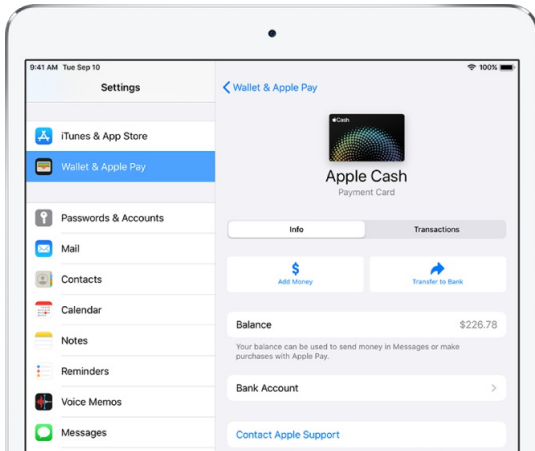 9:41 AM Tue Sep 10
100%
Settings
iTunes & App Store
Wallet & Apple Pay
Passwords & Accounts
Mail
Contacts
Calendar
Notes
Reminders
Voice Memos
Messages
Wallet & Apple Pay
Cash
Apple Cash
Payment Card
Info
Transactions
$
Add Money
Transfer to Bank
Balance
$226.78
Your balance can be used to send money in Messages or make
purchases with Apple Pay.
Bank Account
Contact Apple Support